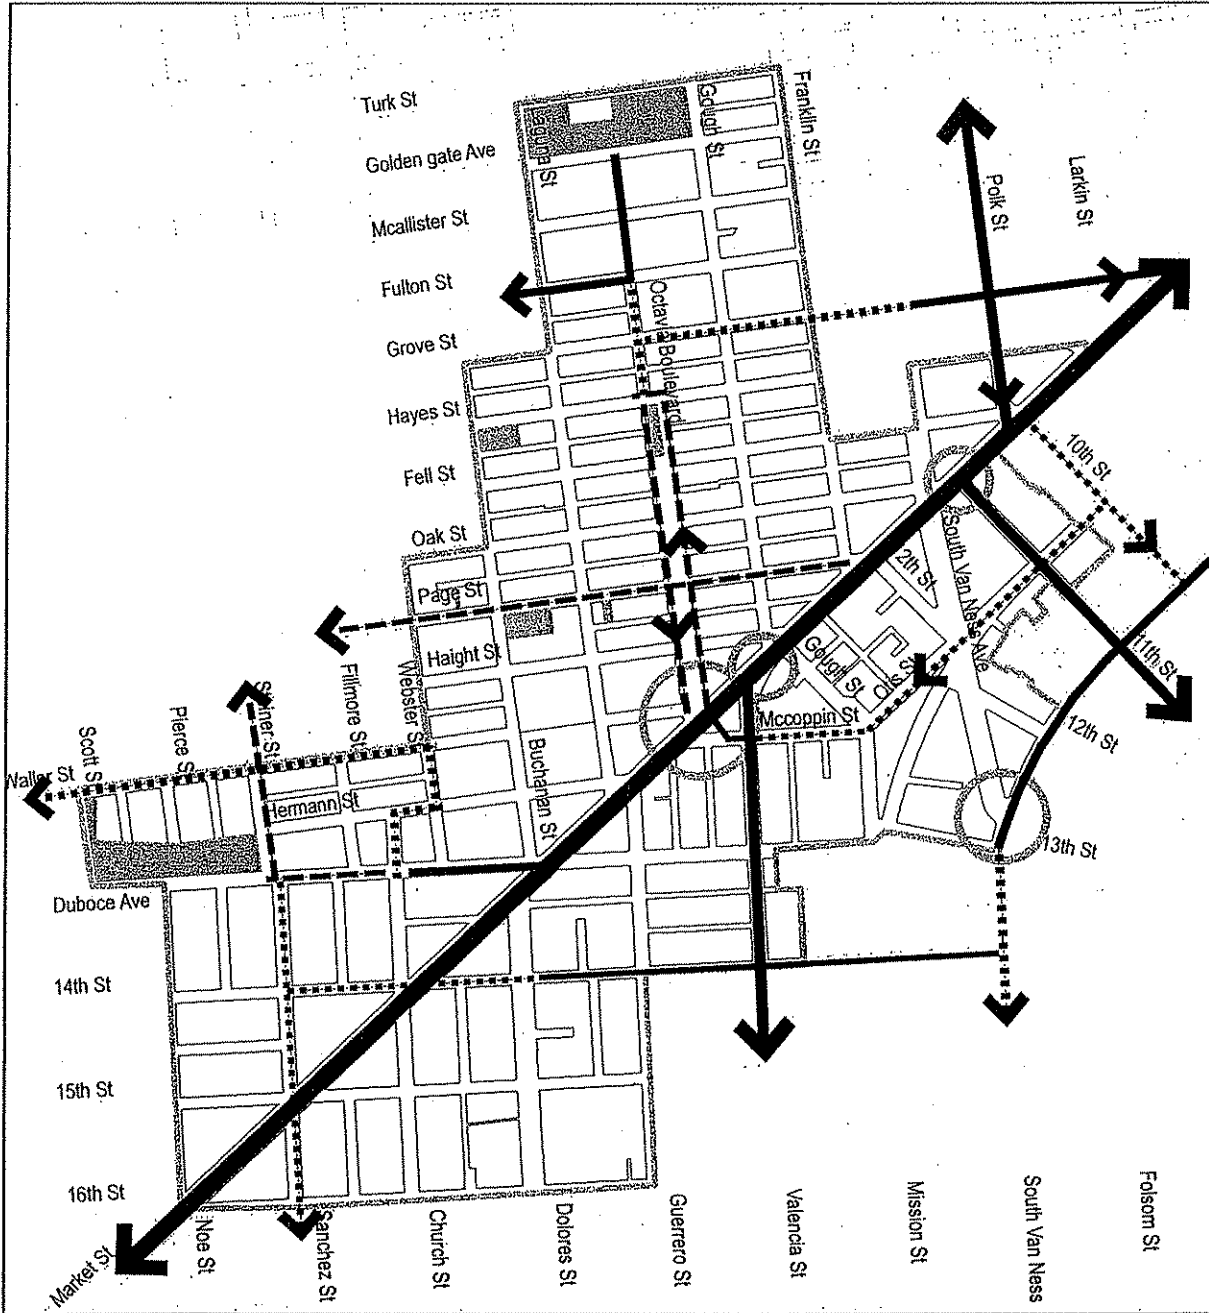 Turk St
Golden gate Ave
Mcallister St
Fulton St
Grove St
Hayes St
Fell St
Oak St
Page St
Haight St
Laguna St
Gough St
Franklin St
Polk St
Larkin St
Octavia Boulevard
10th St
South Van Ness Ave
11th St
12th St
13th St
2th St
Gough St
Otis St
Mccoppin St
Buchanan St
Webster St
Fillmore St
Steiner St
Pierce St
Scott St
Waller St
Hermann St
Duboce Ave
14th St
15th St
16th St
Market St
Noe St
Sanchez St
Church St
Dolores St
Guerrero St
Valencia St
Mission St
South Van Ness
Folsom St